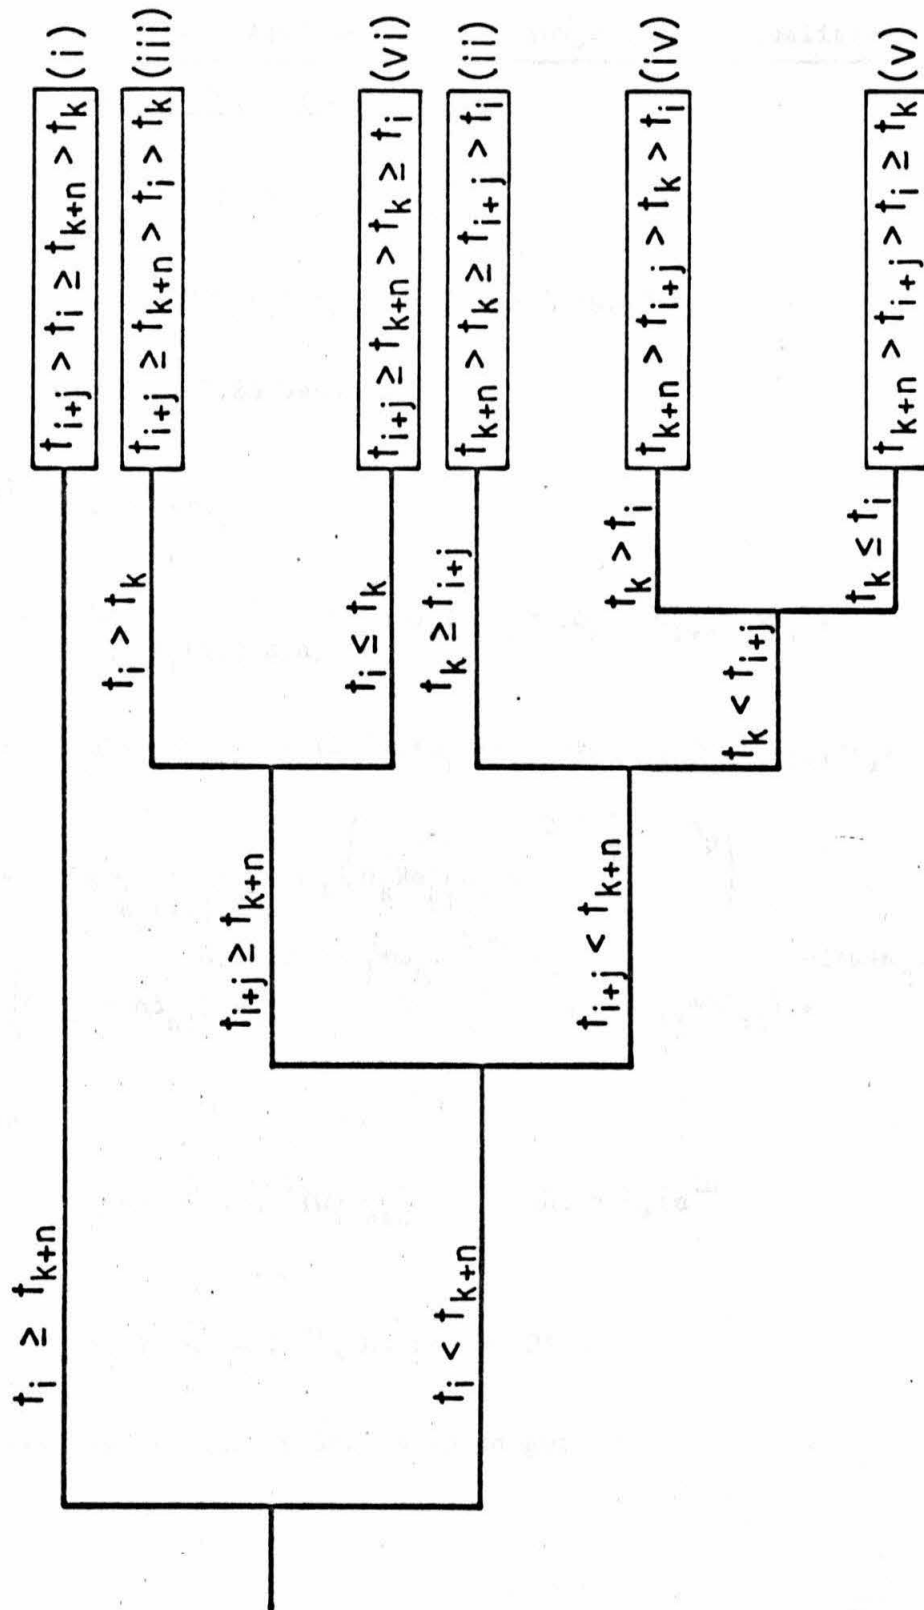 t_i ≥ t_{k+n}
t_i < t_{k+n}
t_{i+j} ≥ t_{k+n}
t_{i+j} < t_{k+n}
t_i > t_k
t_i ≤ t_k
t_k ≥ t_{i+j}
t_k < t_{i+j}
t_k > t_i
t_k ≤ t_i
t_{i+j} > t_i ≥ t_{k+n} > t_k (i)
t_{i+j} ≥ t_{k+n} > t_i > t_k (iii)
t_{i+j} ≥ t_{k+n} > t_k ≥ t_i (vi)
t_{k+n} > t_k ≥ t_{i+j} > t_i (ii)
t_{k+n} > t_{i+j} > t_k > t_i (iv)
t_{k+n} > t_{i+j} > t_i ≥ t_k (v)